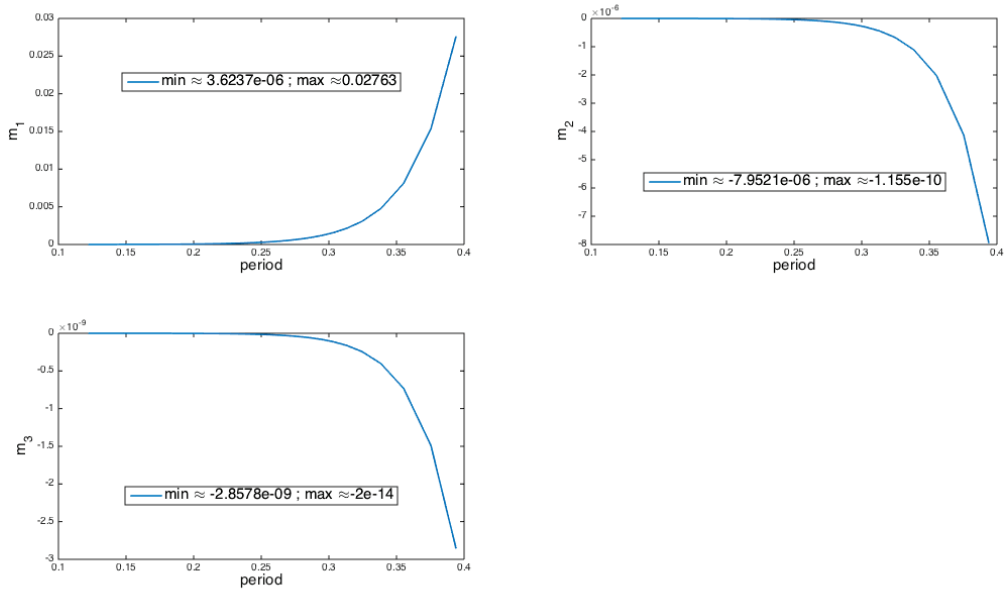 0.03
0.025
0.02
0.015
0.01
0.005
0
m1
min ≈ 3.6237e-06 ; max ≈0.02763
0.1 0.15 0.2 0.25 0.3 0.35 0.4
period
×10-6
0
-1
-2
-3
-4
-5
-6
-7
-8
m2
min ≈ -7.9521e-06 ; max ≈-1.155e-10
0.1 0.15 0.2 0.25 0.3 0.35 0.4
period
×10-9
0
-0.5
-1
-1.5
-2
-2.5
-3
m3
min ≈ -2.8578e-09 ; max ≈-2e-14
0.1 0.15 0.2 0.25 0.3 0.35 0.4
period